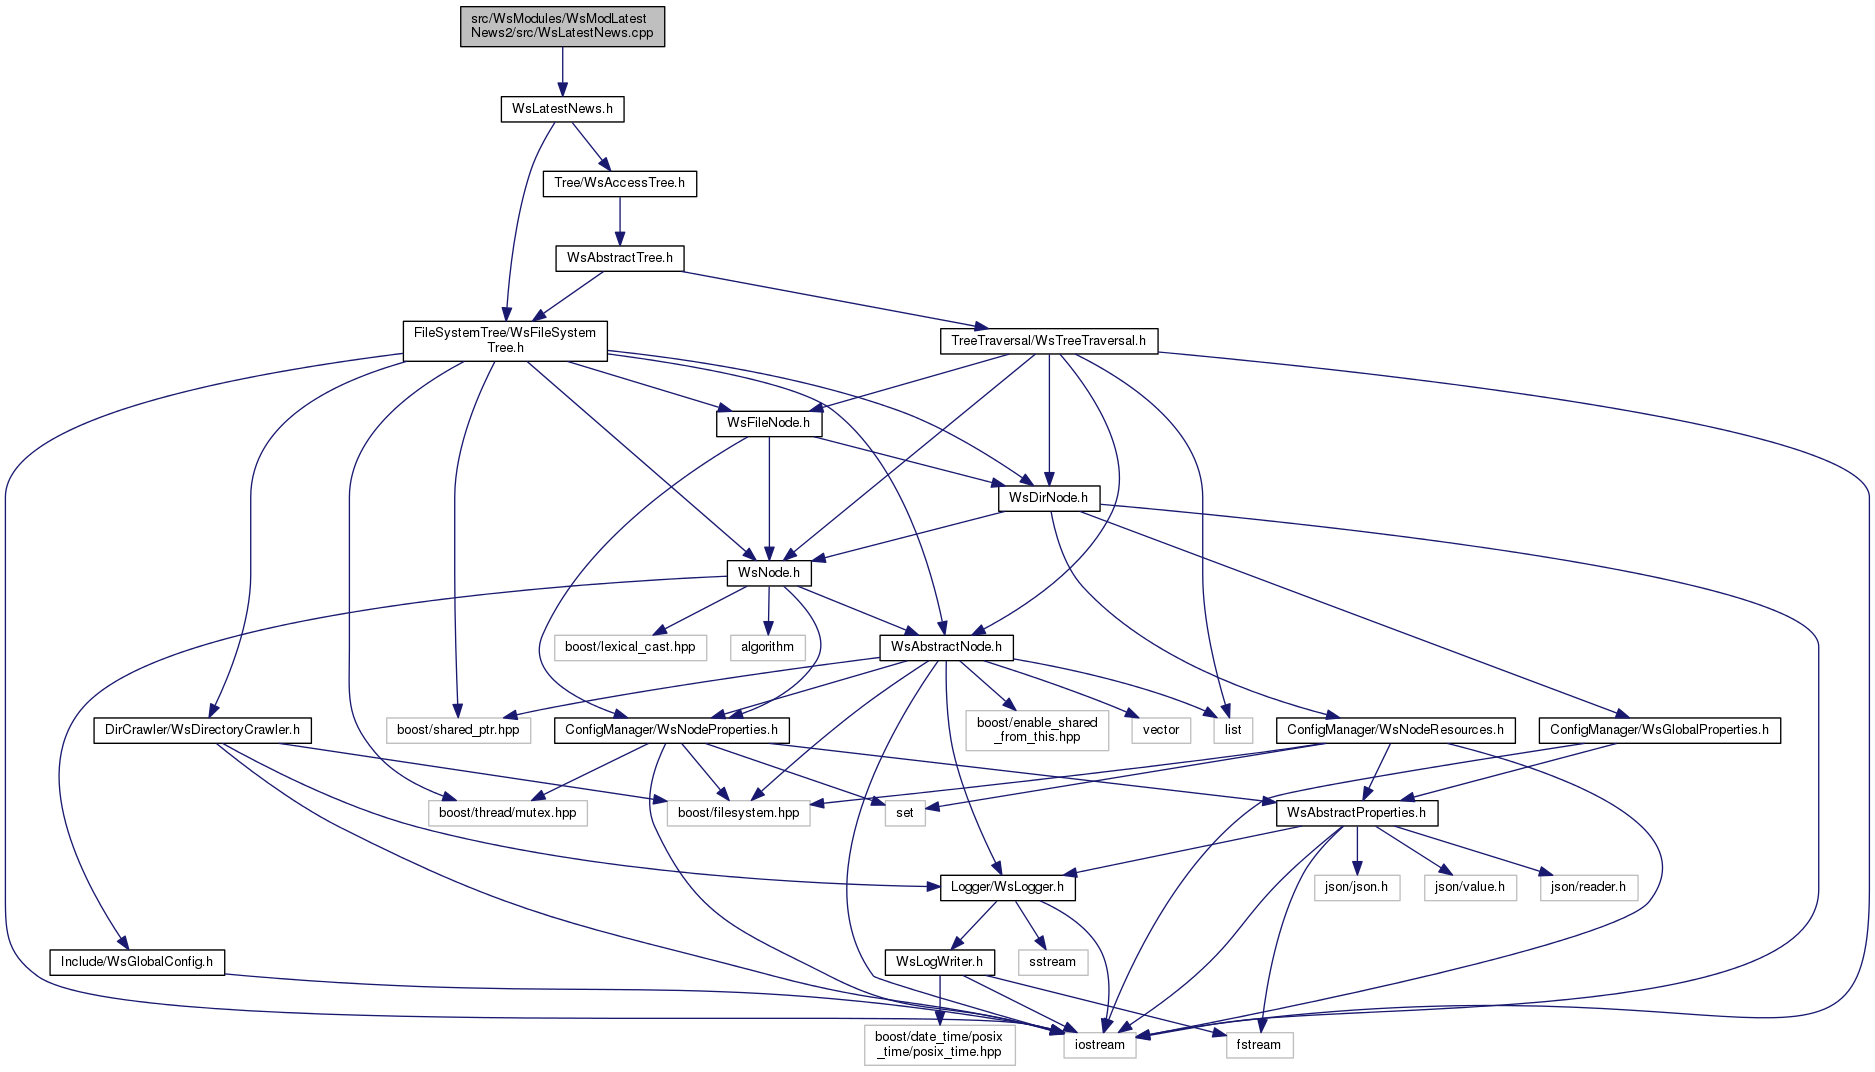 src/WsModules/WsModLatest
News2/src/WsLatestNews.cpp
WsLatestNews.h
Tree/WsAccessTree.h
WsAbstractTree.h
FileSystemTree/WsFileSystem
Tree.h
TreeTraversal/WsTreeTraversal.h
WsFileNode.h
WsDirNode.h
WsNode.h
boost/lexical_cast.hpp
algorithm
WsAbstractNode.h
DirCrawler/WsDirectoryCrawler.h
boost/shared_ptr.hpp
ConfigManager/WsNodeProperties.h
boost/enable_shared
_from_this.hpp
vector
list
ConfigManager/WsNodeResources.h
ConfigManager/WsGlobalProperties.h
boost/thread/mutex.hpp
boost/filesystem.hpp
set
WsAbstractProperties.h
Logger/WsLogger.h
json/json.h
json/value.h
json/reader.h
Include/WsGlobalConfig.h
WsLogWriter.h
sstream
boost/date_time/posix
_time/posix_time.hpp
iostream
fstream